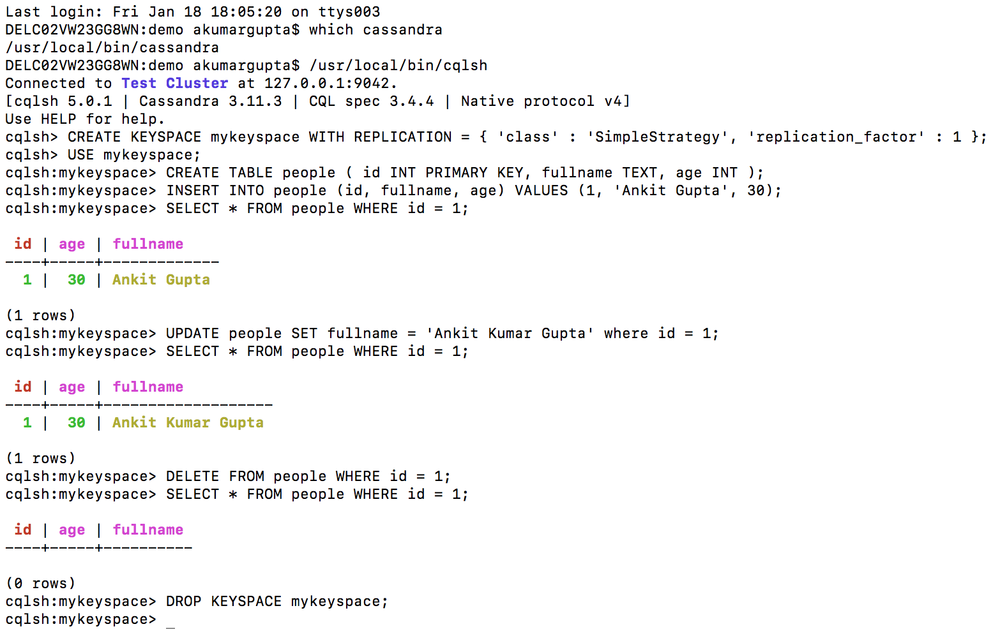 Last login: Fri Jan 18 18:05:20 on ttys003
DELC02VW23GG8WN:demo akumargupta$ which cassandra
/usr/local/bin/cassandra
DELC02VW23GG8WN:demo akumargupta$ /usr/local/bin/cqlsh
Connected to Test Cluster at 127.0.0.1:9042.
[cqlsh 5.0.1 | Cassandra 3.11.3 | CQL spec 3.4.4 | Native protocol v4]
Use HELP for help.
cqlsh> CREATE KEYSPACE mykeyspace WITH REPLICATION = { 'class' : 'SimpleStrategy', 'replication_factor' : 1 };
cqlsh> USE mykeyspace;
cqlsh:mykeyspace> CREATE TABLE people ( id INT PRIMARY KEY, fullname TEXT, age INT );
cqlsh:mykeyspace> INSERT INTO people (id, fullname, age) VALUES (1, 'Ankit Gupta', 30);
cqlsh:mykeyspace> SELECT * FROM people WHERE id = 1;

 id | age | fullname
----+-----+-------------
  1 |  30 | Ankit Gupta

(1 rows)
cqlsh:mykeyspace> UPDATE people SET fullname = 'Ankit Kumar Gupta' where id = 1;
cqlsh:mykeyspace> SELECT * FROM people WHERE id = 1;

 id | age | fullname
----+-----+-------------------
  1 |  30 | Ankit Kumar Gupta

(1 rows)
cqlsh:mykeyspace> DELETE FROM people WHERE id = 1;
cqlsh:mykeyspace> SELECT * FROM people WHERE id = 1;

 id | age | fullname
----+-----+----------

(0 rows)
cqlsh:mykeyspace> DROP KEYSPACE mykeyspace;
cqlsh:mykeyspace> _